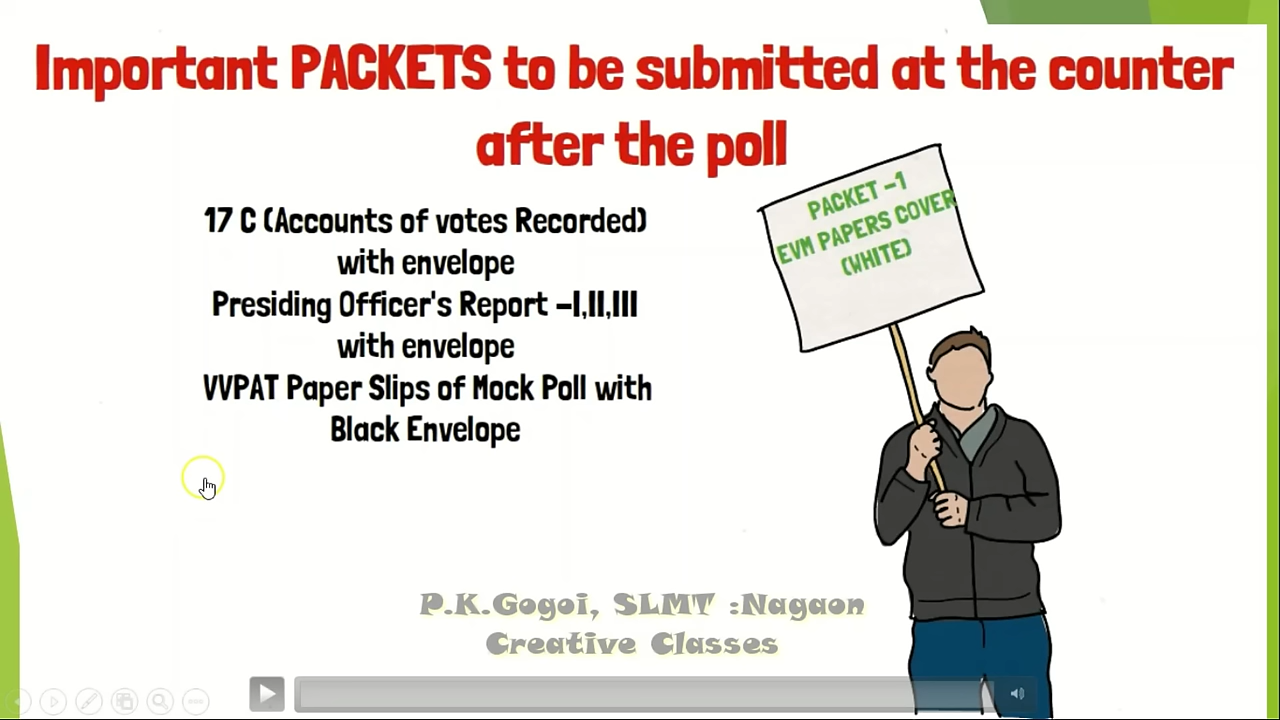 Important PACKETS to be submitted at the counter
after the poll
PACKET -1
EVM PAPERS COVER
(WHITE)
17 C (Accounts of votes Recorded)
with envelope
Presiding Officer's Report -I,II,III
with envelope
VVPAT Paper Slips of Mock Poll with
Black Envelope
P.K.Gogoi, SLMT :Nagaon
Creative Classes